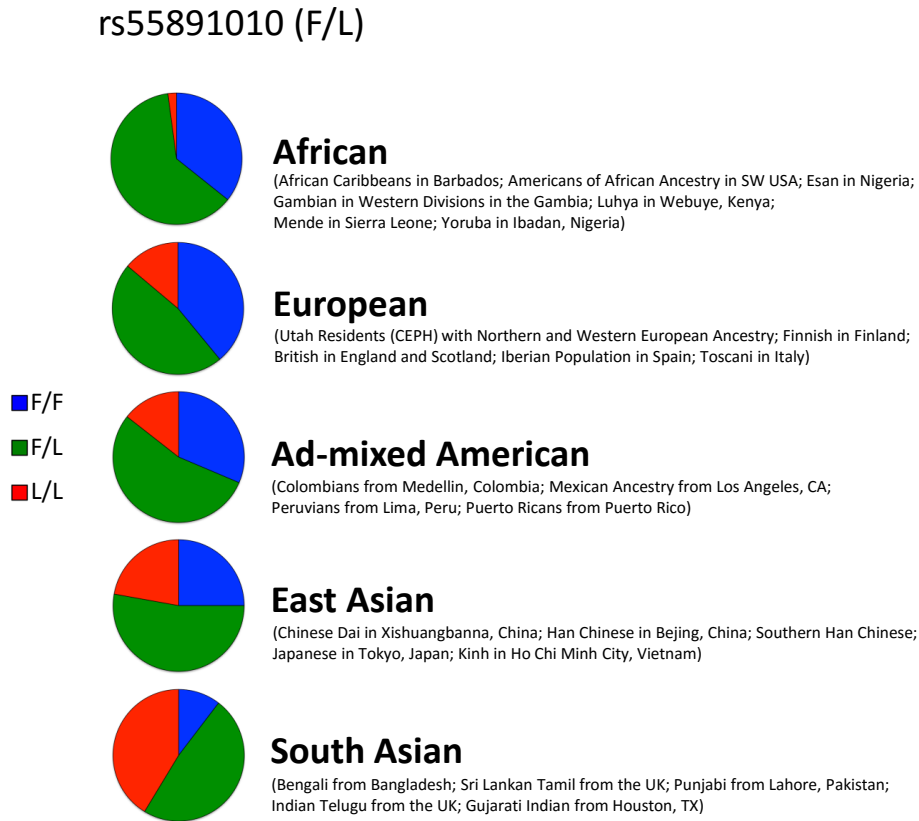 rs55891010 (F/L)
African
(African Caribbeans in Barbados; Americans of African Ancestry in SW USA; Esan in Nigeria;
Gambian in Western Divisions in the Gambia; Luhya in Webuye, Kenya;
Mende in Sierra Leone; Yoruba in Ibadan, Nigeria)
European
(Utah Residents (CEPH) with Northern and Western European Ancestry; Finnish in Finland;
British in England and Scotland; Iberian Population in Spain; Toscani in Italy)
F/F
F/L
L/L
Ad-mixed American
(Colombians from Medellin, Colombia; Mexican Ancestry from Los Angeles, CA;
Peruvians from Lima, Peru; Puerto Ricans from Puerto Rico)
East Asian
(Chinese Dai in Xishuangbanna, China; Han Chinese in Bejing, China; Southern Han Chinese;
Japanese in Tokyo, Japan; Kinh in Ho Chi Minh City, Vietnam)
South Asian
(Bengali from Bangladesh; Sri Lankan Tamil from the UK; Punjabi from Lahore, Pakistan;
Indian Telugu from the UK; Gujarati Indian from Houston, TX)